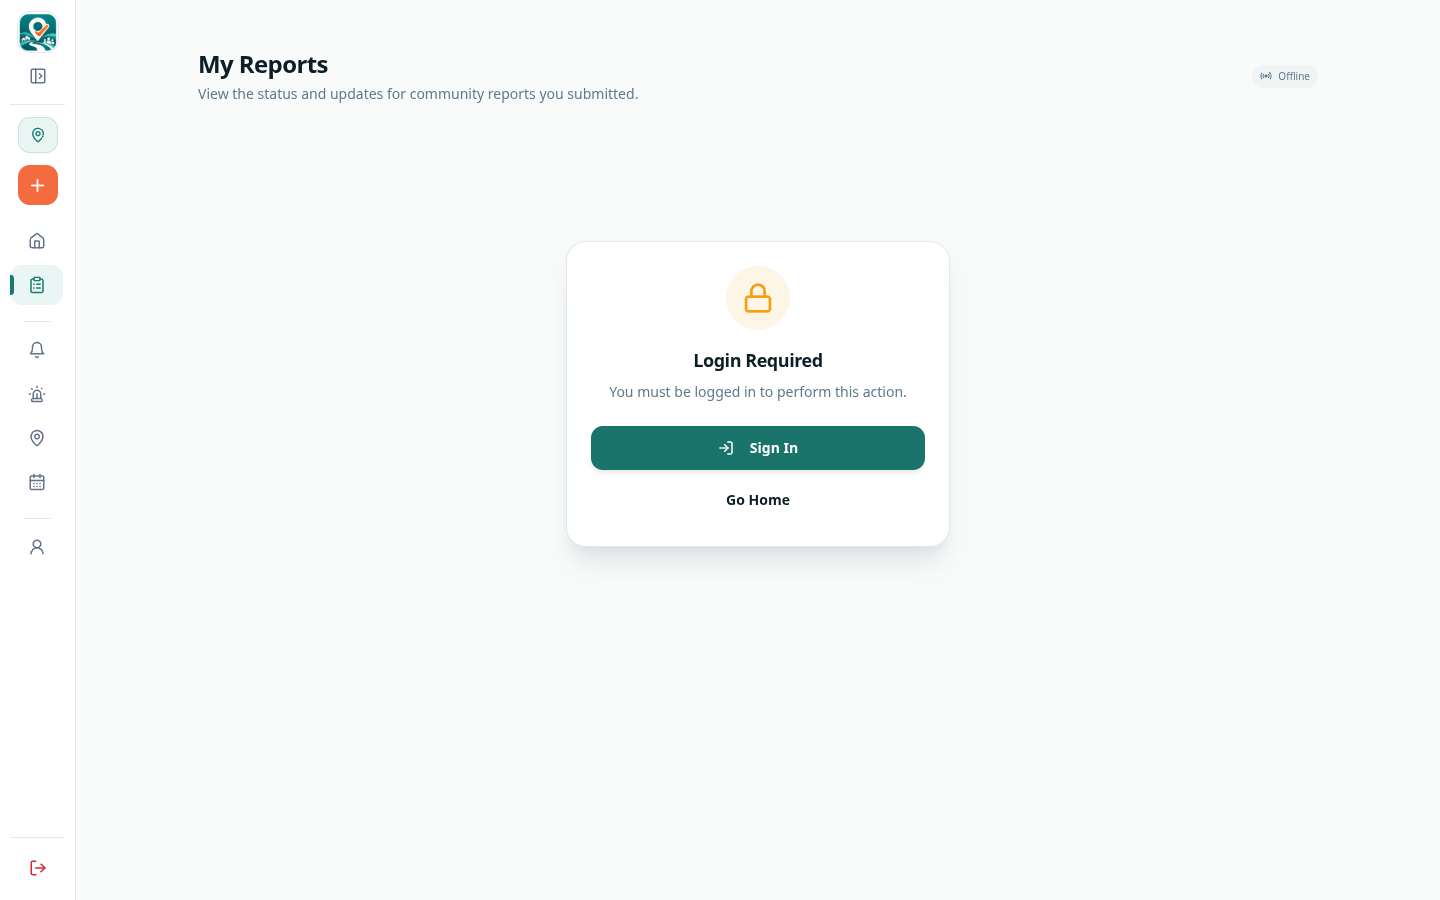 My Reports
View the status and updates for community reports you submitted.
Offline
Login Required
You must be logged in to perform this action.
Sign In
Go Home